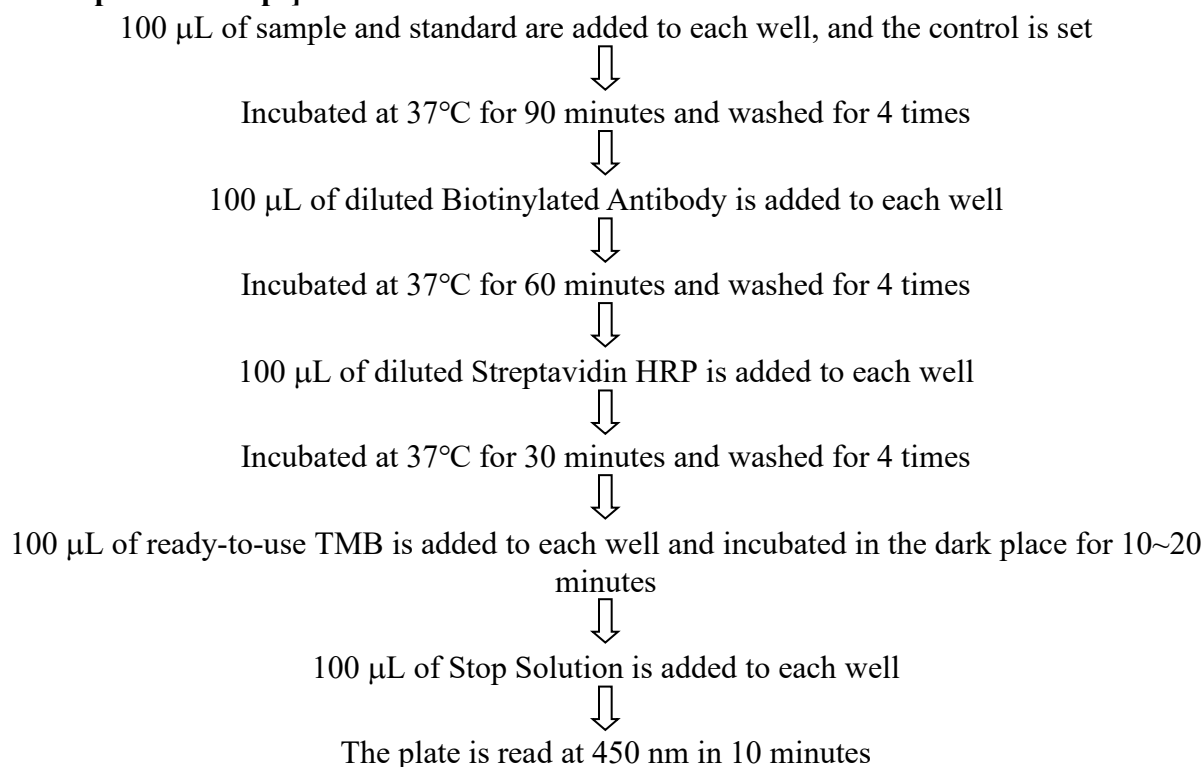 100 μL of sample and standard are added to each well, and the control is set
Incubated at 37℃ for 90 minutes and washed for 4 times
100 μL of diluted Biotinylated Antibody is added to each well
Incubated at 37℃ for 60 minutes and washed for 4 times
100 μL of diluted Streptavidin HRP is added to each well
Incubated at 37℃ for 30 minutes and washed for 4 times
100 μL of ready-to-use TMB is added to each well and incubated in the dark place for 10~20
minutes
100 μL of Stop Solution is added to each well
The plate is read at 450 nm in 10 minutes